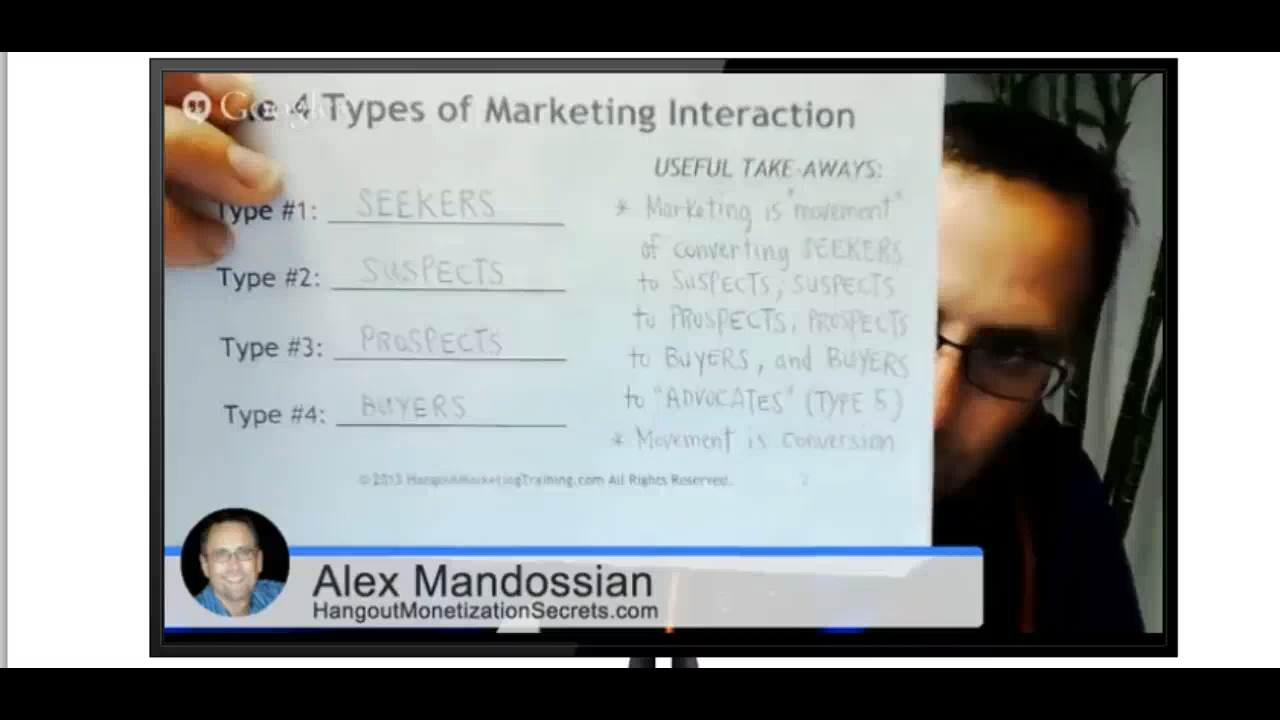 Google
e 4 Types of Marketing Interaction
USEFUL TAKE-AWAYS:
Type #1: SEEKERS
Type #2: SUSPECTS
Type #3: PROSPECTS
Type #4: BUYERS
* Marketing is "movement"
of converting SEEKERS
to SUSPECTS, SUSPECTS
to PROSPECTS, PROSPECTS
to BUYERS, and BUYERS
to "ADVOCATES" (TYPE 5)
* Movement is conversion
© 2013 HangoutMarketingTraining.com All Rights Reserved. 2
Alex Mandossian
HangoutMonetizationSecrets.com